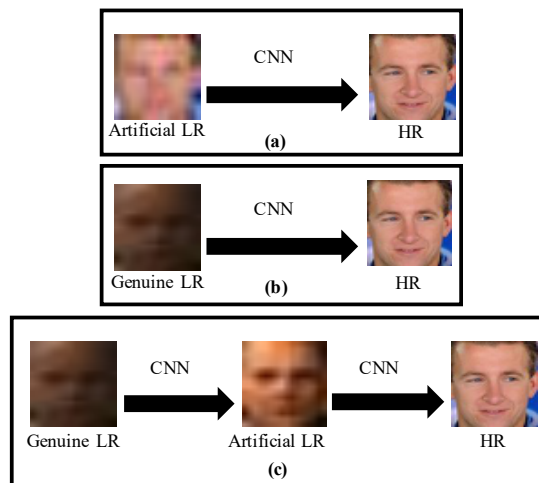 CNN
Artificial LR
HR
(a)
CNN
Genuine LR
HR
(b)
CNN
CNN
Genuine LR
Artificial LR
HR
(c)